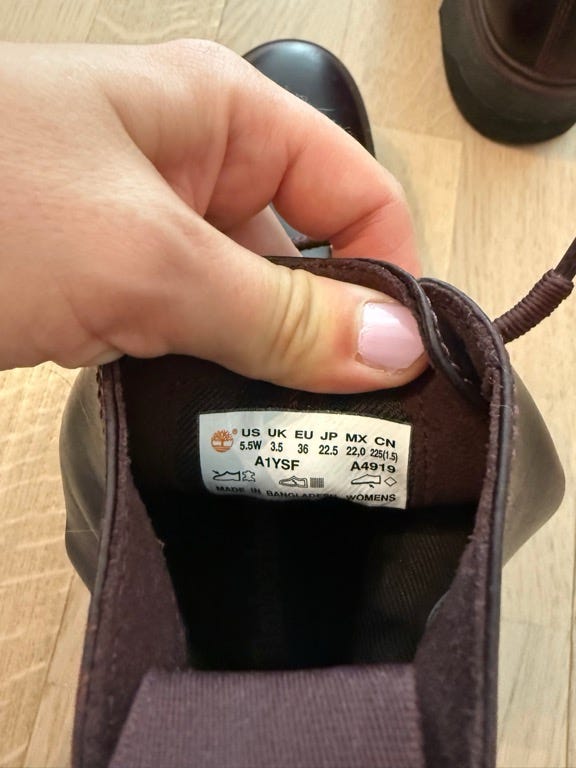 ® US UK EU JP MX CN
5.5W 3.5 36 22.5 22,0 225(1.5)
A1YSF A4919
MADE IN BANGLADESH WOMENS